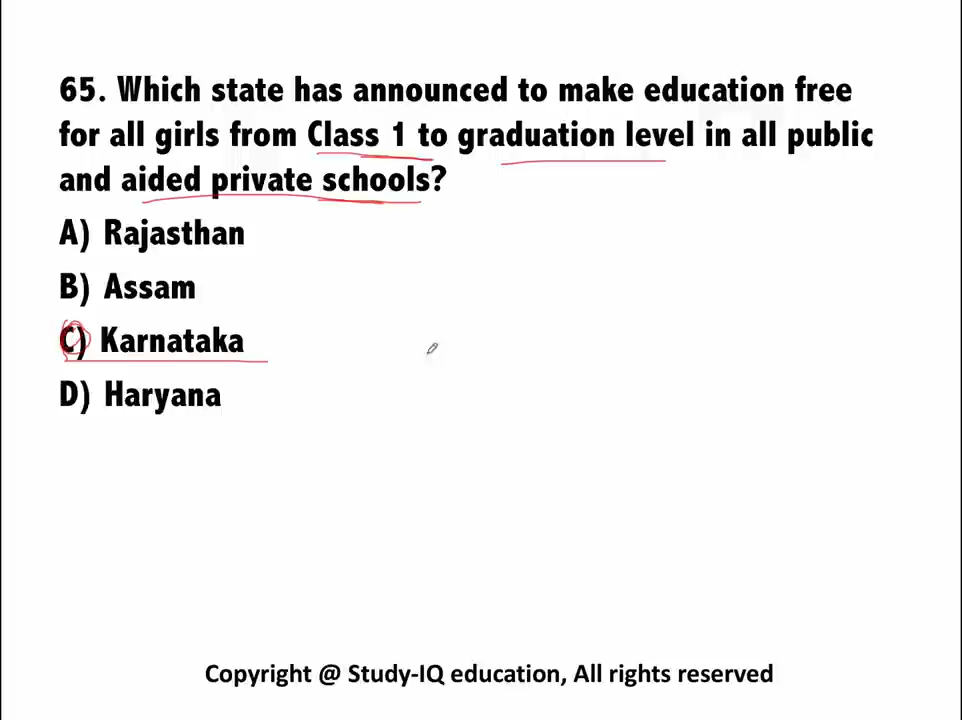 65. Which state has announced to make education free
for all girls from Class 1 to graduation level in all public
and aided private schools?
A) Rajasthan
B) Assam
C) Karnataka
D) Haryana
Copyright @ Study-IQ education, All rights reserved